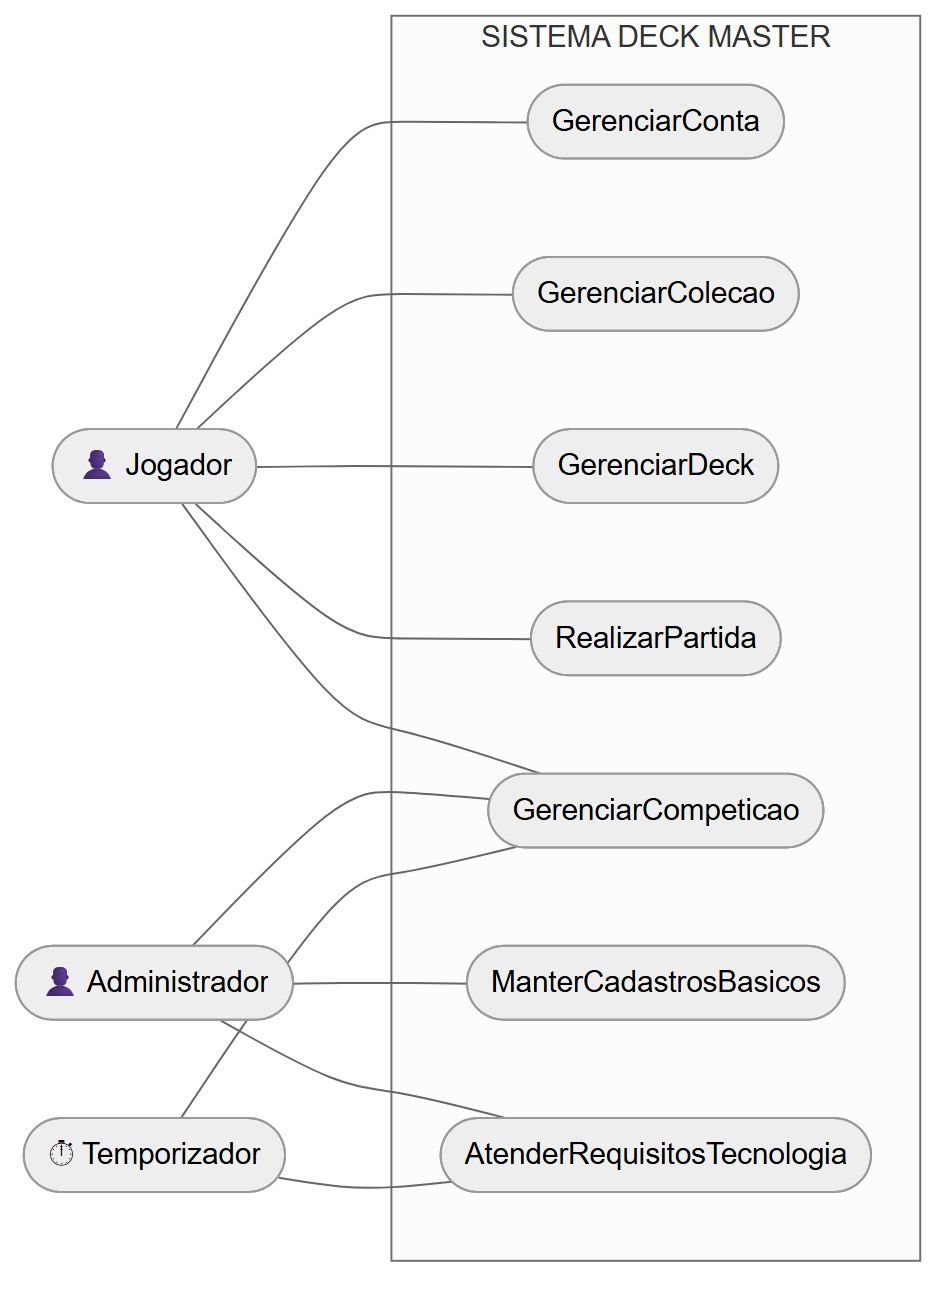 SISTEMA DECK MASTER
GerenciarConta
GerenciarColecao
Jogador
GerenciarDeck
RealizarPartida
GerenciarCompeticao
Administrador
ManterCadastrosBasicos
Temporizador
AtenderRequisitosTecnologia